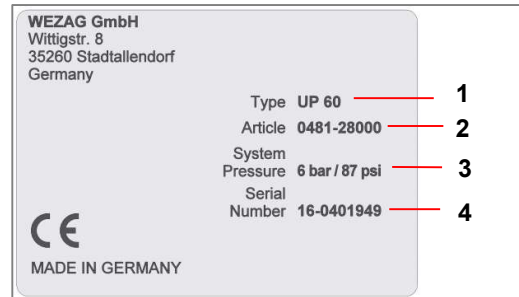 WEZAG GmbH
Wittigstr. 8
35260 Stadtallendorf
Germany
Type UP 60 1
Article 0481-28000 2
System
Pressure 6 bar / 87 psi 3
Serial
Number 16-0401949 4
CE
MADE IN GERMANY